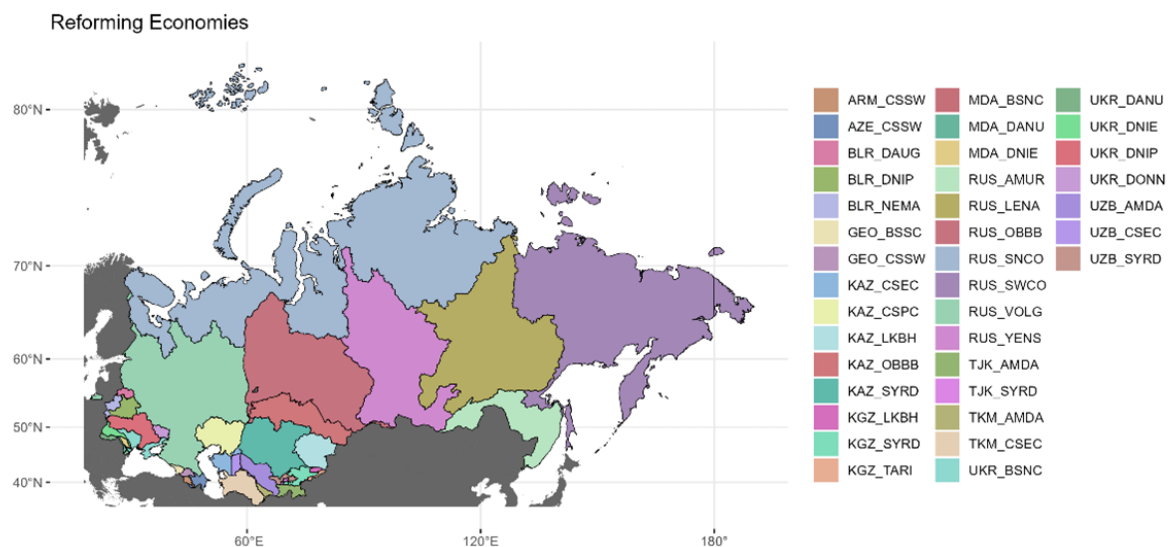 Reforming Economies
80°N
70°N
60°N
50°N
40°N
60°E
120°E
180°
ARM_CSSW
AZE_CSSW
BLR_DAUG
BLR_DNIP
BLR_NEMA
GEO_BSSC
GEO_CSSW
KAZ_CSEC
KAZ_CSPC
KAZ_LKBH
KAZ_OBBB
KAZ_SYRD
KGZ_LKBH
KGZ_SYRD
KGZ_TARI
MDA_BSNC
MDA_DANU
MDA_DNIE
RUS_AMUR
RUS_LENA
RUS_OBBB
RUS_SNCO
RUS_SWCO
RUS_VOLG
RUS_YENS
TJK_AMDA
TJK_SYRD
TKM_AMDA
TKM_CSEC
UKR_BSNC
UKR_DANU
UKR_DNIE
UKR_DNIP
UKR_DONN
UZB_AMDA
UZB_CSEC
UZB_SYRD